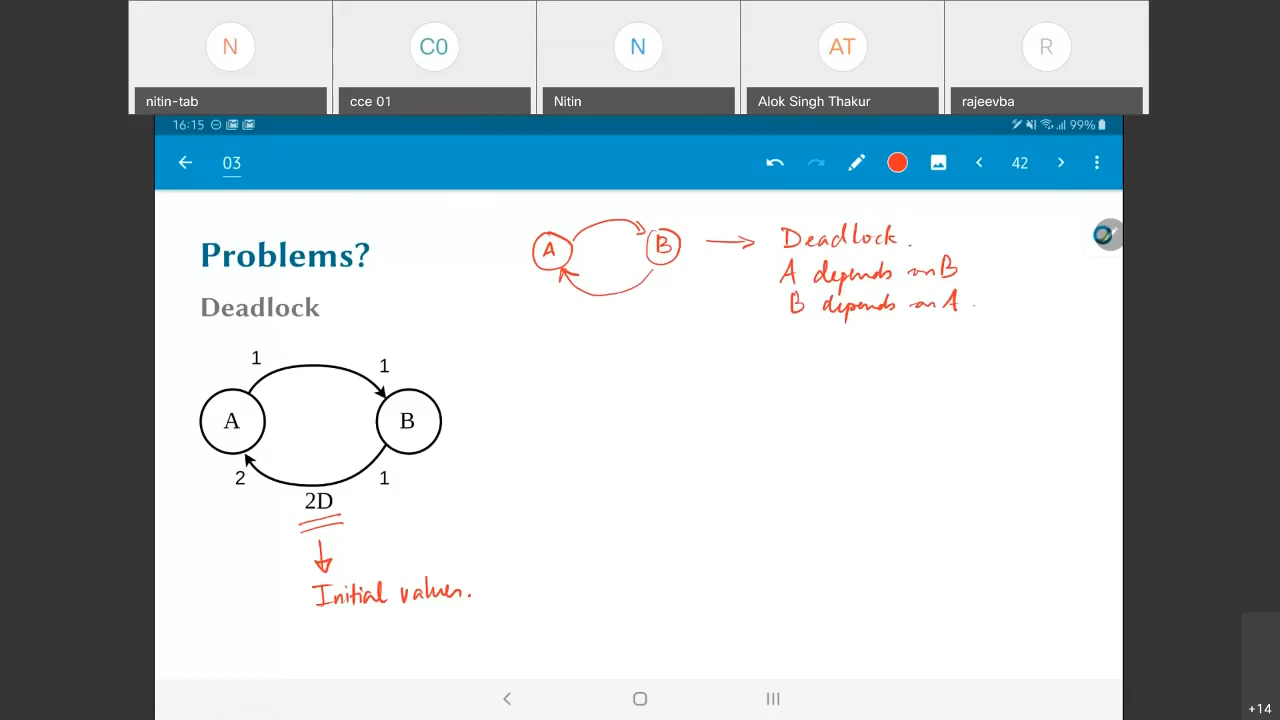 N
C0
N
AT
R
nitin-tab
cce 01
Nitin
Alok Singh Thakur
rajeevba
16:15
99%
03
42
Problems?
Deadlock
A
B
Deadlock.
A depends on B
B depends on A.
1
1
A
B
2
1
2D
Initial values.
+14